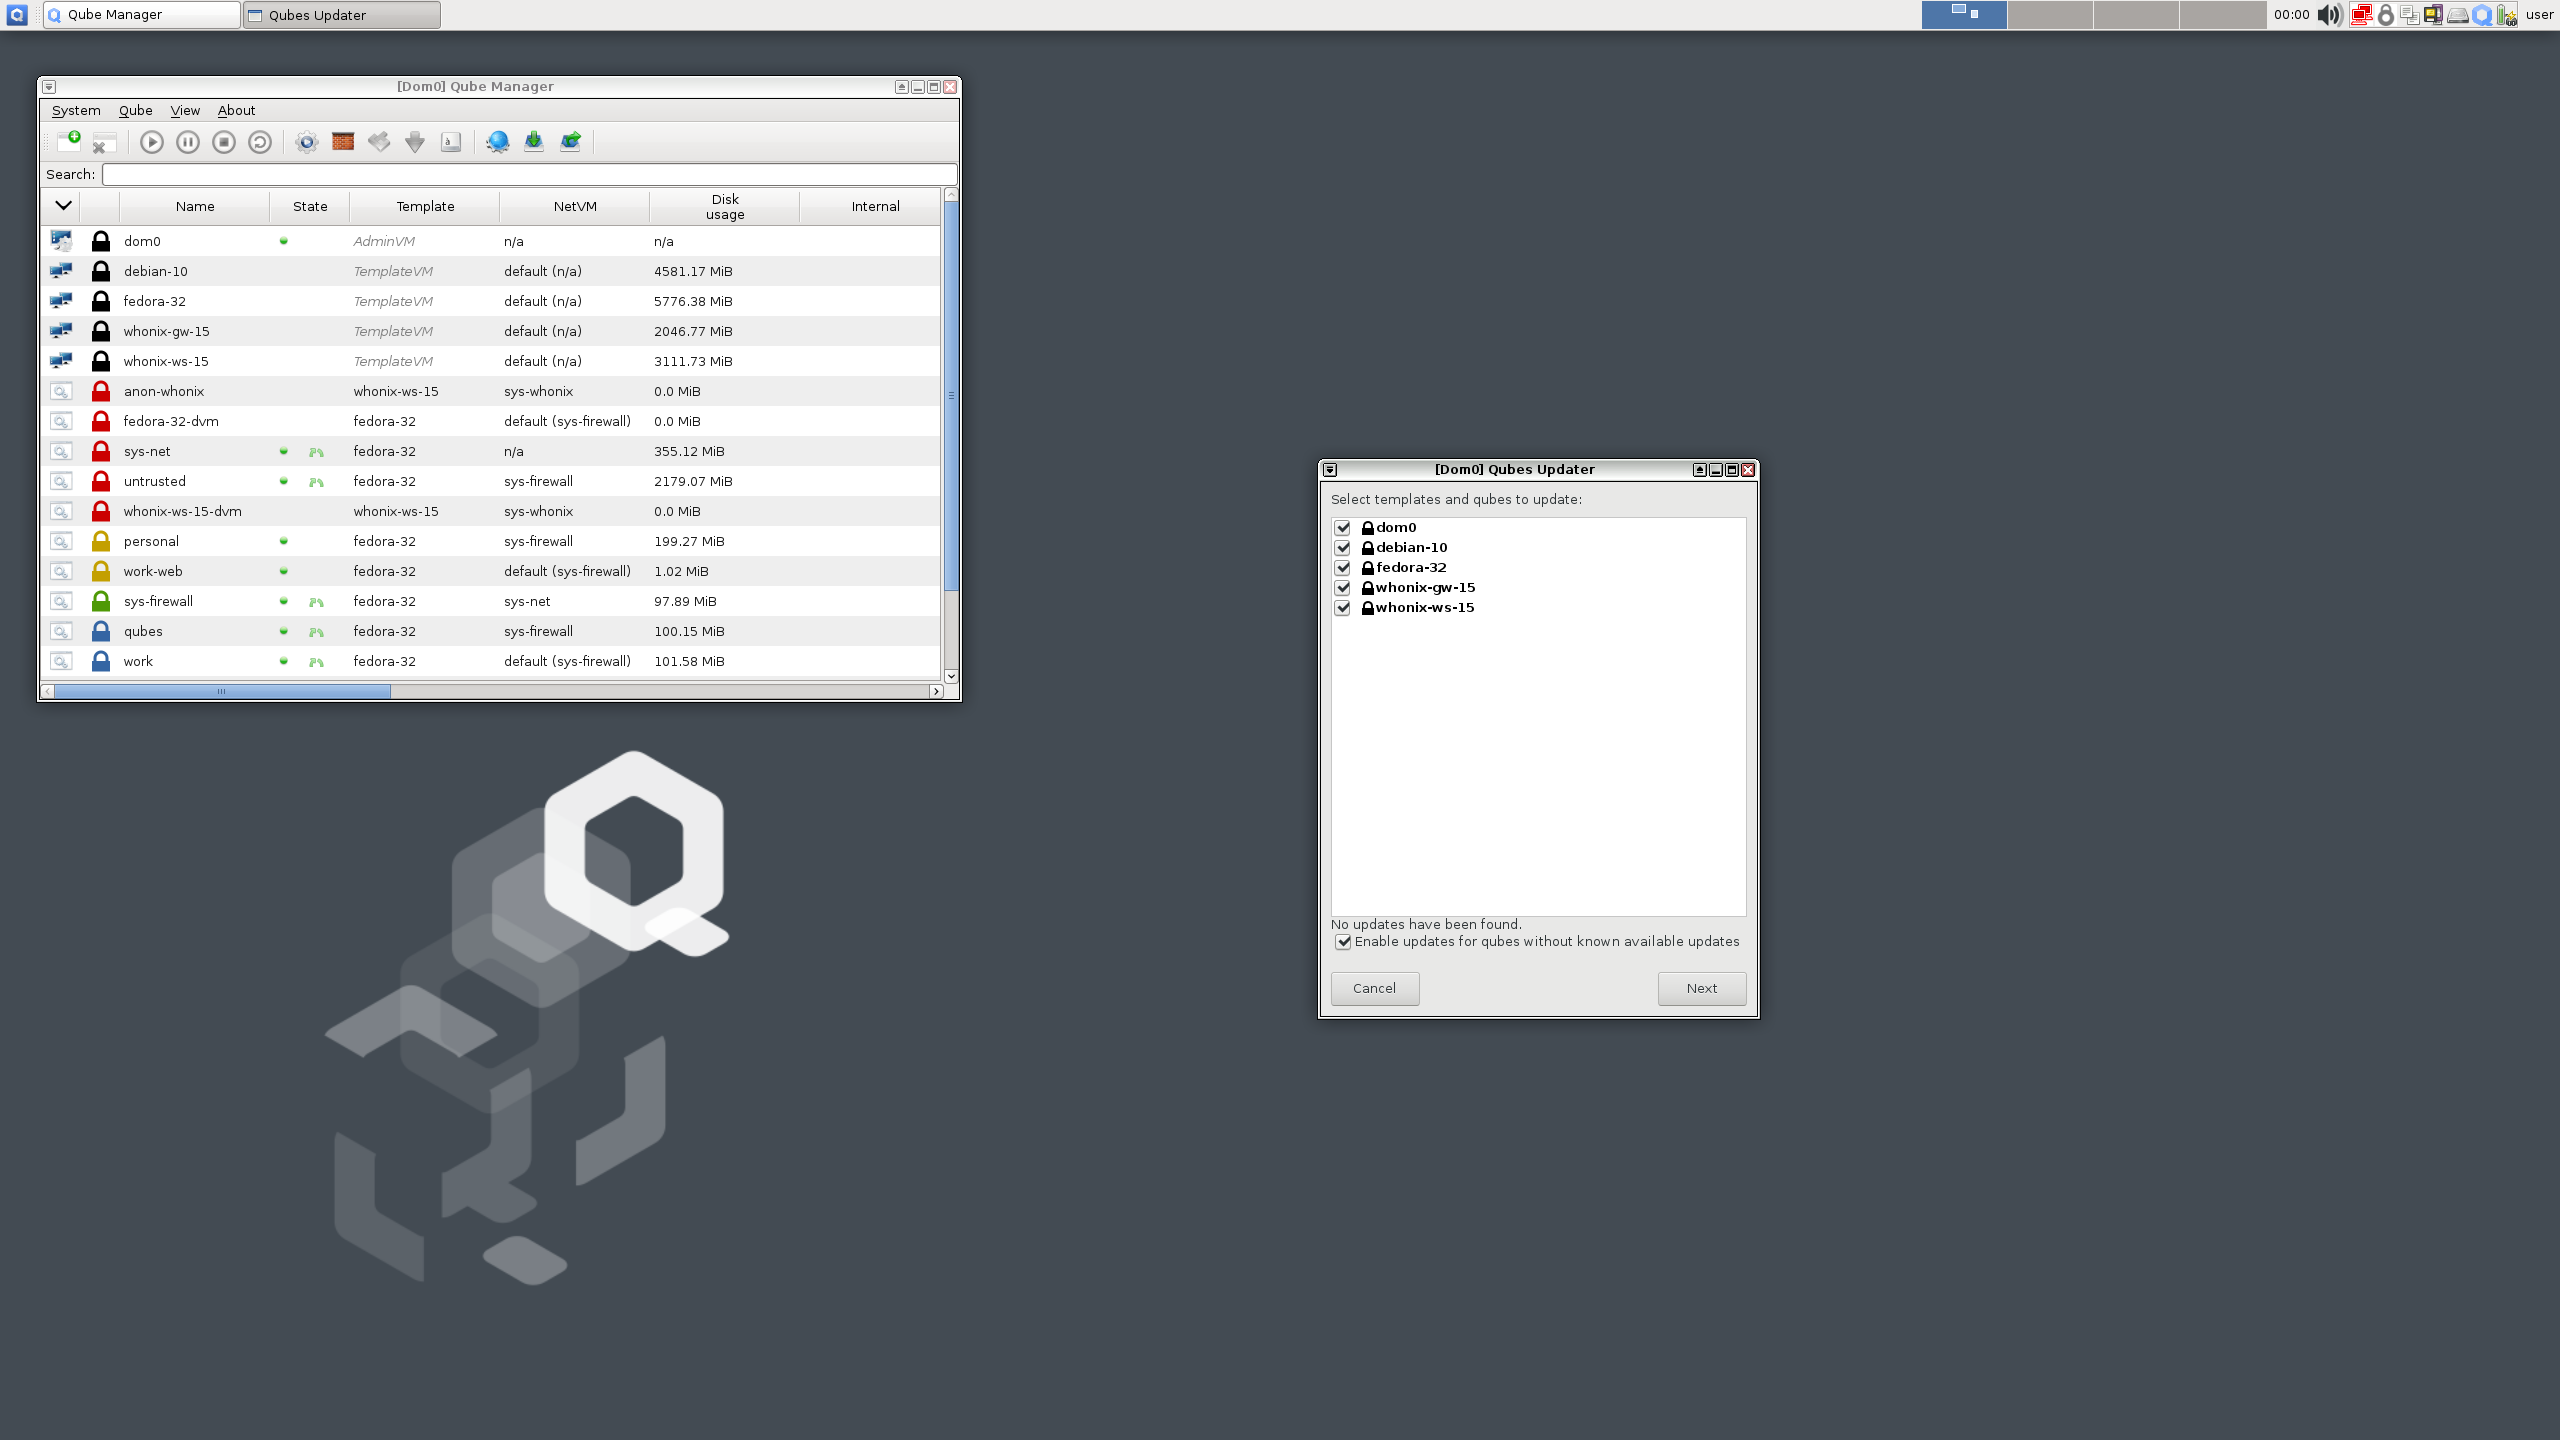 Qube Manager
Qubes Updater
00:00
user
[Dom0] Qube Manager
System Qube View About
Search:
Name State Template NetVM Disk usage Internal
dom0 AdminVM n/a n/a
debian-10 TemplateVM default (n/a) 4581.17 MiB
fedora-32 TemplateVM default (n/a) 5776.38 MiB
whonix-gw-15 TemplateVM default (n/a) 2046.77 MiB
whonix-ws-15 TemplateVM default (n/a) 3111.73 MiB
anon-whonix whonix-ws-15 sys-whonix 0.0 MiB
fedora-32-dvm fedora-32 default (sys-firewall) 0.0 MiB
sys-net fedora-32 n/a 355.12 MiB
untrusted fedora-32 sys-firewall 2179.07 MiB
whonix-ws-15-dvm whonix-ws-15 sys-whonix 0.0 MiB
personal fedora-32 sys-firewall 199.27 MiB
work-web fedora-32 default (sys-firewall) 1.02 MiB
sys-firewall fedora-32 sys-net 97.89 MiB
qubes fedora-32 sys-firewall 100.15 MiB
work fedora-32 default (sys-firewall) 101.58 MiB
[Dom0] Qubes Updater
Select templates and qubes to update:
dom0
debian-10
fedora-32
whonix-gw-15
whonix-ws-15
No updates have been found.
Enable updates for qubes without known available updates
Cancel Next